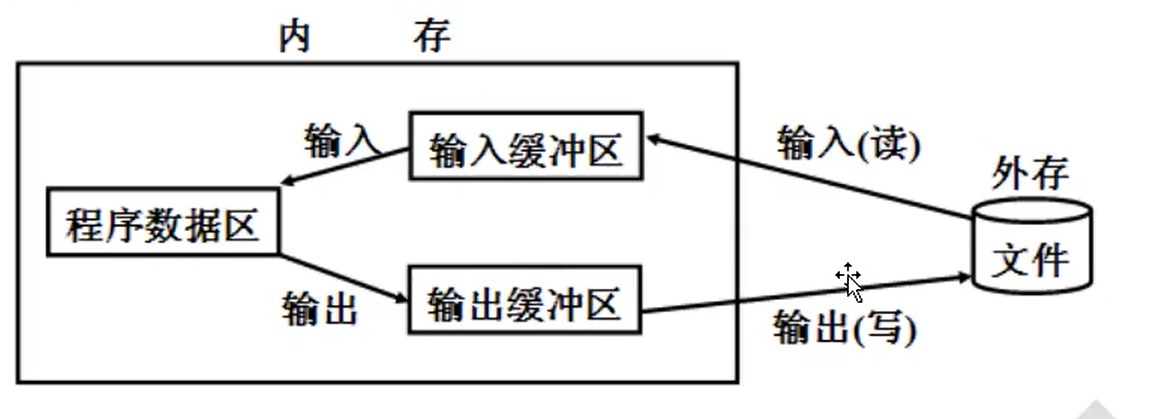 内 存
输入
输入缓冲区
输入(读)
外存
程序数据区
文件
输出
输出缓冲区
输出(写)